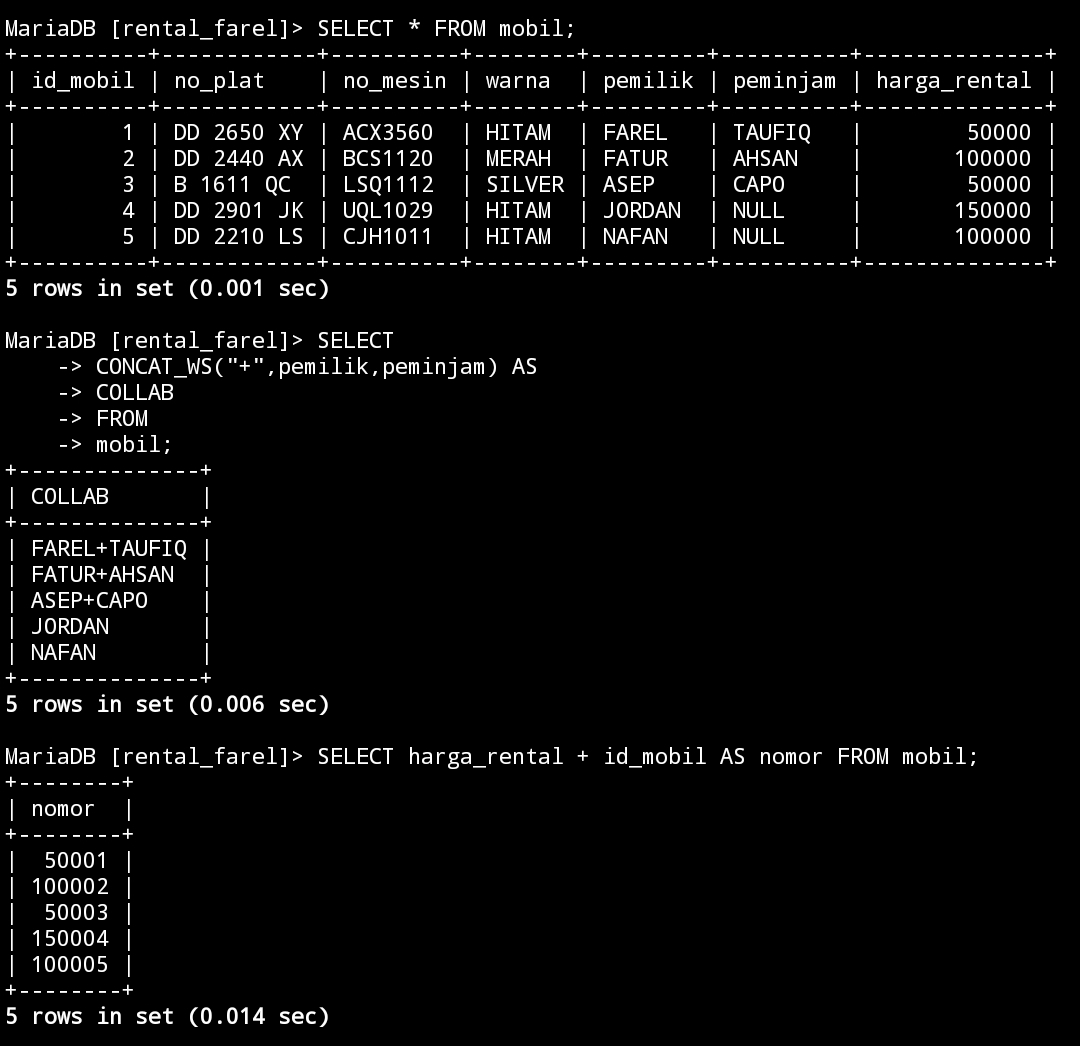 MariaDB [rental_farel]> SELECT * FROM mobil;
+----------+------------+----------+--------+---------+----------+--------------+
| id_mobil | no_plat    | no_mesin | warna  | pemilik | peminjam | harga_rental |
+----------+------------+----------+--------+---------+----------+--------------+
|        1 | DD 2650 XY | ACX3560  | HITAM  | FAREL   | TAUFIQ   |        50000 |
|        2 | DD 2440 AX | BCS1120  | MERAH  | FATUR   | AHSAN    |       100000 |
|        3 | B 1611 QC  | LSQ1112  | SILVER | ASEP    | CAPO     |        50000 |
|        4 | DD 2901 JK | UQL1029  | HITAM  | JORDAN  | NULL     |       150000 |
|        5 | DD 2210 LS | CJH1011  | HITAM  | NAFAN   | NULL     |       100000 |
+----------+------------+----------+--------+---------+----------+--------------+
5 rows in set (0.001 sec)

MariaDB [rental_farel]> SELECT
    -> CONCAT_WS("+",pemilik,peminjam) AS
    -> COLLAB
    -> FROM
    -> mobil;
+--------------+
| COLLAB       |
+--------------+
| FAREL+TAUFIQ |
| FATUR+AHSAN  |
| ASEP+CAPO    |
| JORDAN       |
| NAFAN        |
+--------------+
5 rows in set (0.006 sec)

MariaDB [rental_farel]> SELECT harga_rental + id_mobil AS nomor FROM mobil;
+--------+
| nomor  |
+--------+
|  50001 |
| 100002 |
|  50003 |
| 150004 |
| 100005 |
+--------+
5 rows in set (0.014 sec)